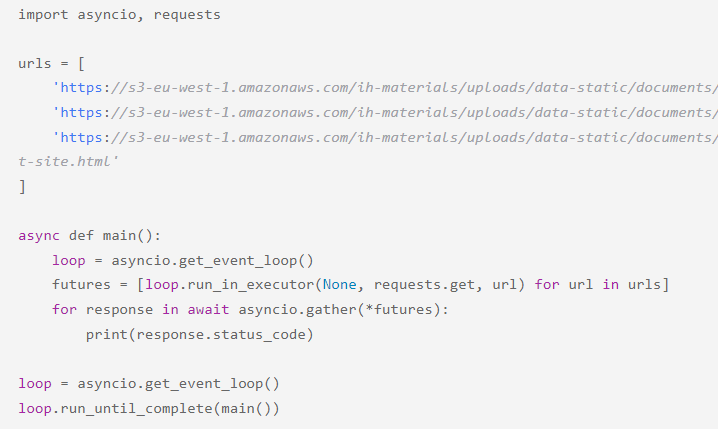 import asyncio, requests
urls = [
'https://s3-eu-west-1.amazonaws.com/ih-materials/uploads/data-static/documents/
'https://s3-eu-west-1.amazonaws.com/ih-materials/uploads/data-static/documents/
'https://s3-eu-west-1.amazonaws.com/ih-materials/uploads/data-static/documents/
t-site.html'
]
async def main():
loop = asyncio.get_event_loop()
futures = [loop.run_in_executor(None, requests.get, url) for url in urls]
for response in await asyncio.gather(*futures):
print(response.status_code)
loop = asyncio.get_event_loop()
loop.run_until_complete(main())